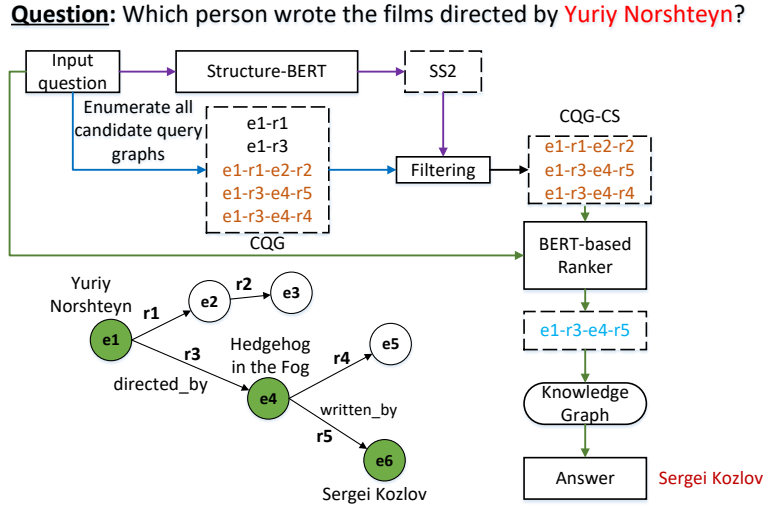 Question: Which person wrote the films directed by Yuriy Norshteyn?
Input
question
Structure-BERT
SS2
Enumerate all
candidate query
graphs
e1-r1
e1-r3
e1-r1-e2-r2
e1-r3-e4-r5
e1-r3-e4-r4
CQG
Filtering
CQG-CS
e1-r1-e2-r2
e1-r3-e4-r5
e1-r3-e4-r4
BERT-based
Ranker
e1-r3-e4-r5
Knowledge
Graph
Answer
Sergei Kozlov
Yuriy
Norshteyn
e1
r1
e2
r2
e3
r3
directed_by
Hedgehog
in the Fog
e4
r4
e5
written_by
r5
e6
Sergei Kozlov